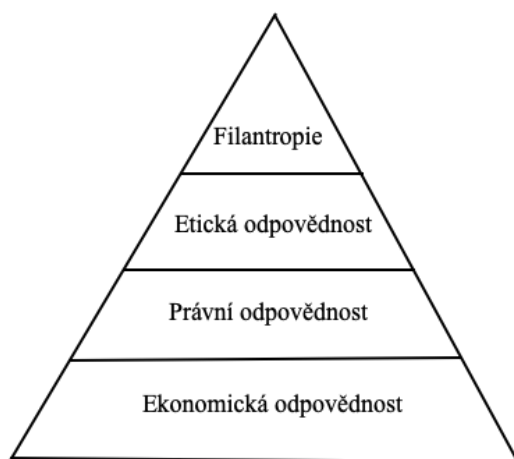 Filantropie
Etická odpovědnost
Právní odpovědnost
Ekonomická odpovědnost